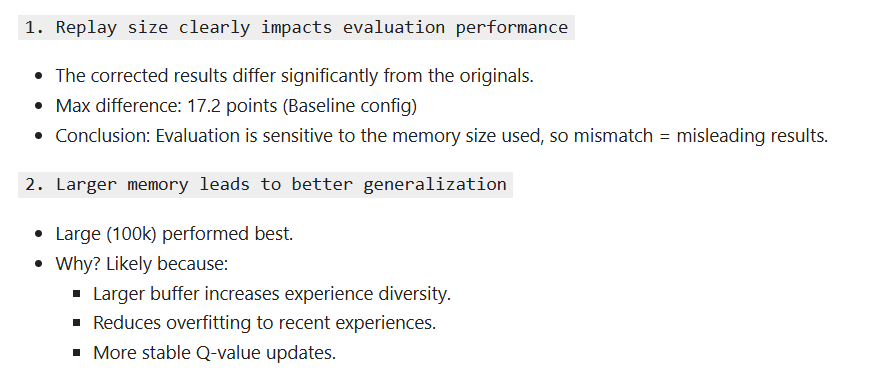 1. Replay size clearly impacts evaluation performance
• The corrected results differ significantly from the originals.
• Max difference: 17.2 points (Baseline config)
• Conclusion: Evaluation is sensitive to the memory size used, so mismatch = misleading results.
2. Larger memory leads to better generalization
• Large (100k) performed best.
• Why? Likely because:
▪ Larger buffer increases experience diversity.
▪ Reduces overfitting to recent experiences.
▪ More stable Q-value updates.